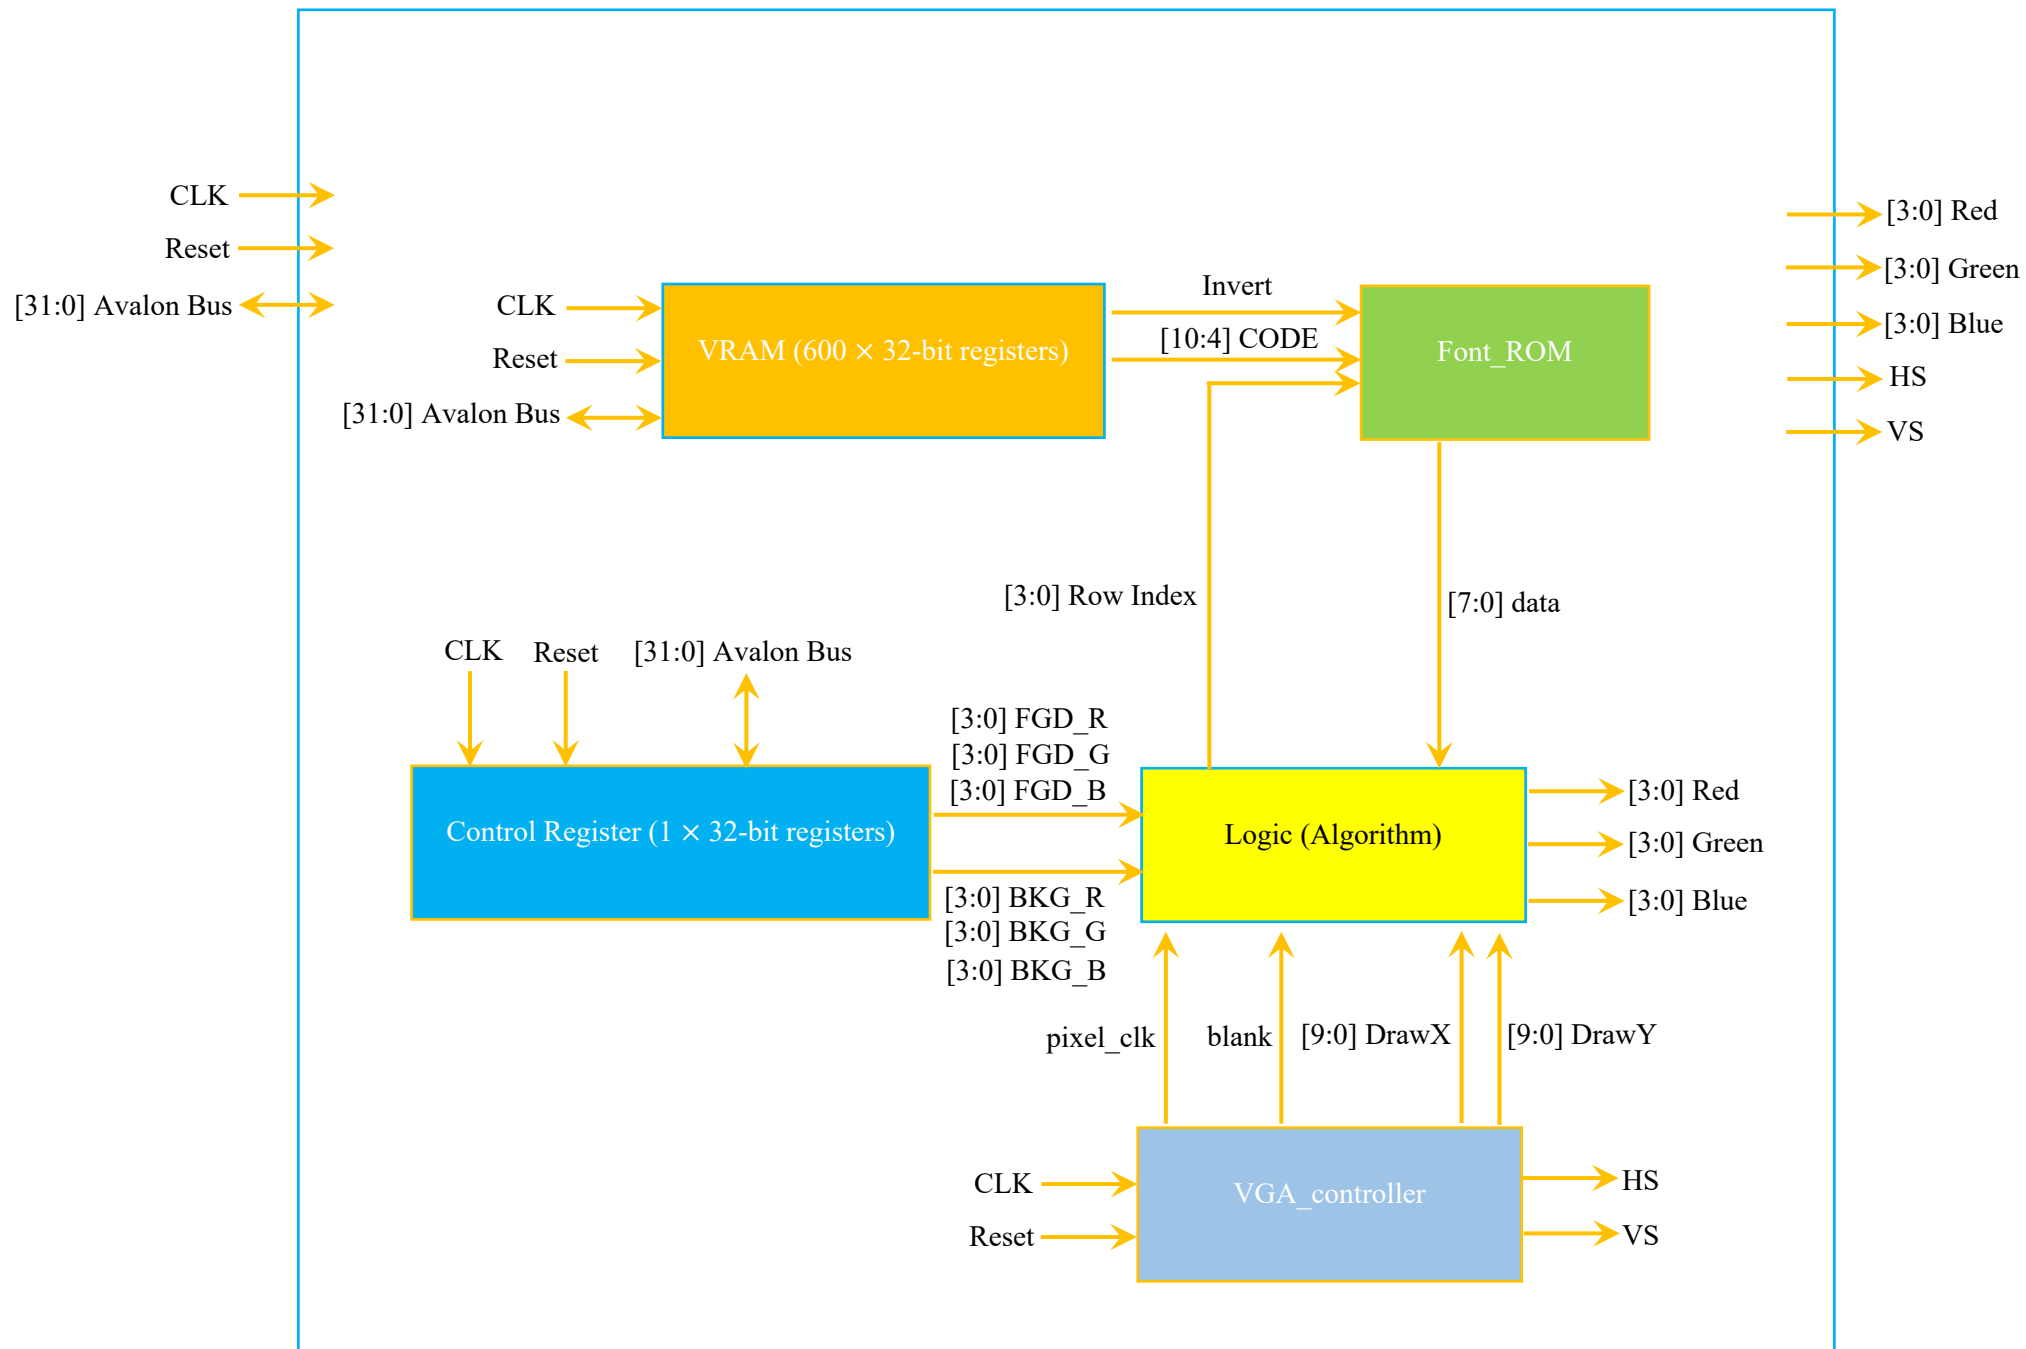 CLK
Reset
[31:0] Avalon Bus
CLK
Reset
[31:0] Avalon Bus
VRAM (600 × 32-bit registers)
Invert
[10:4] CODE
Font_ROM
[3:0] Red
[3:0] Green
[3:0] Blue
HS
VS
[3:0] Row Index
[7:0] data
CLK
Reset
[31:0] Avalon Bus
Control Register (1 × 32-bit registers)
[3:0] FGD_R
[3:0] FGD_G
[3:0] FGD_B
[3:0] BKG_R
[3:0] BKG_G
[3:0] BKG_B
Logic (Algorithm)
[3:0] Red
[3:0] Green
[3:0] Blue
pixel_clk
blank
[9:0] DrawX
[9:0] DrawY
CLK
Reset
VGA_controller
HS
VS